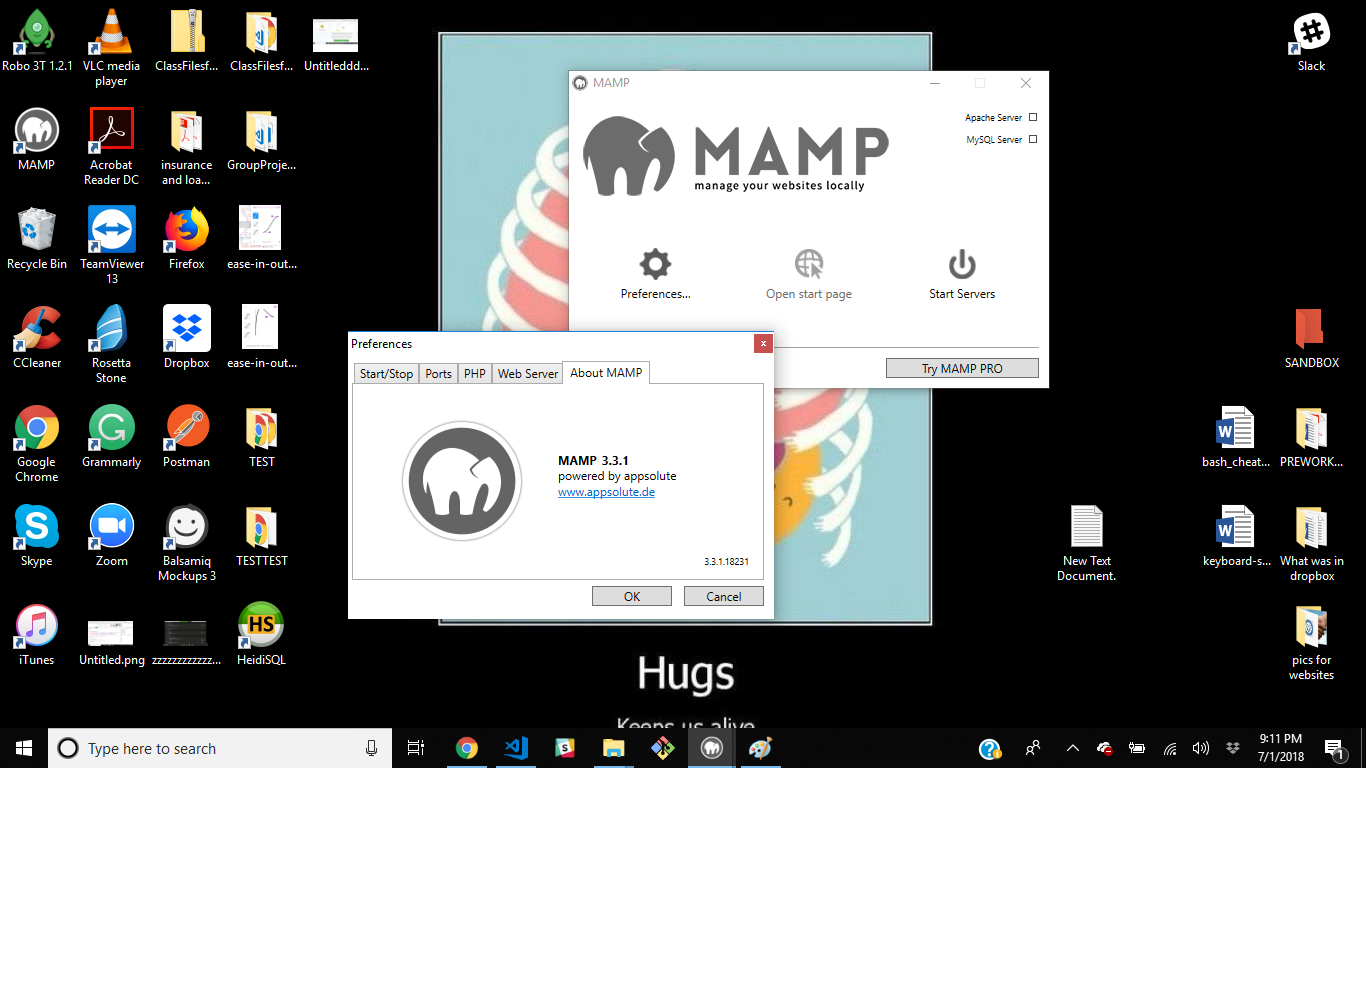 Robo 3T 1.2.1
VLC media
player
ClassFilesf...
ClassFilesf...
Untitleddd...
Slack
MAMP
Acrobat
Reader DC
insurance
and loa...
GroupProje...
Recycle Bin
TeamViewer
13
Firefox
ease-in-out...
CCleaner
Rosetta
Stone
Dropbox
ease-in-out...
Google
Chrome
Grammarly
Postman
TEST
Skype
Zoom
Balsamiq
Mockups 3
TESTTEST
iTunes
Untitled.png
zzzzzzzzzzzz...
HS
HeidiSQL
MAMP
Apache Server
MySQL Server
MAMP
manage your websites locally
Preferences...
Open start page
Start Servers
Try MAMP PRO
Preferences
x
Start/Stop
Ports
PHP
Web Server
About MAMP
MAMP 3.3.1
powered by appsolute
www.appsolute.de
3.3.1.18231
OK
Cancel
SANDBOX
bash_cheat...
PREWORK...
New Text
Document.
keyboard-s...
What was in
dropbox
pics for
websites
Hugs
Keeps us alive
Type here to search
9:11 PM
7/1/2018
1